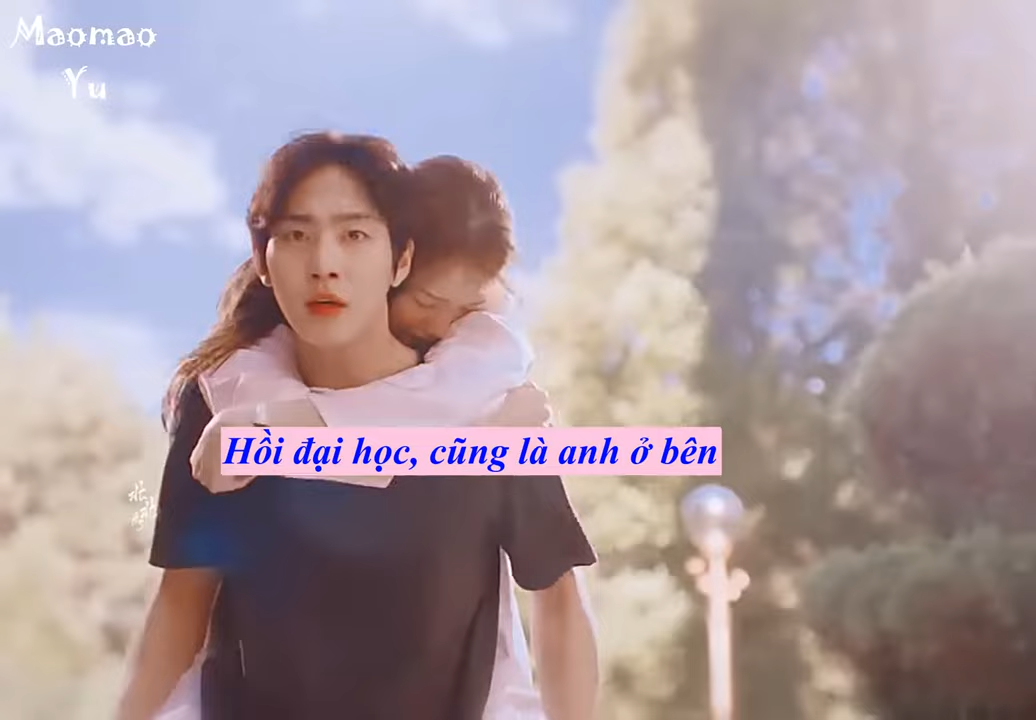 Maomao
Yu
Hồi đại học, cũng là anh ở bên